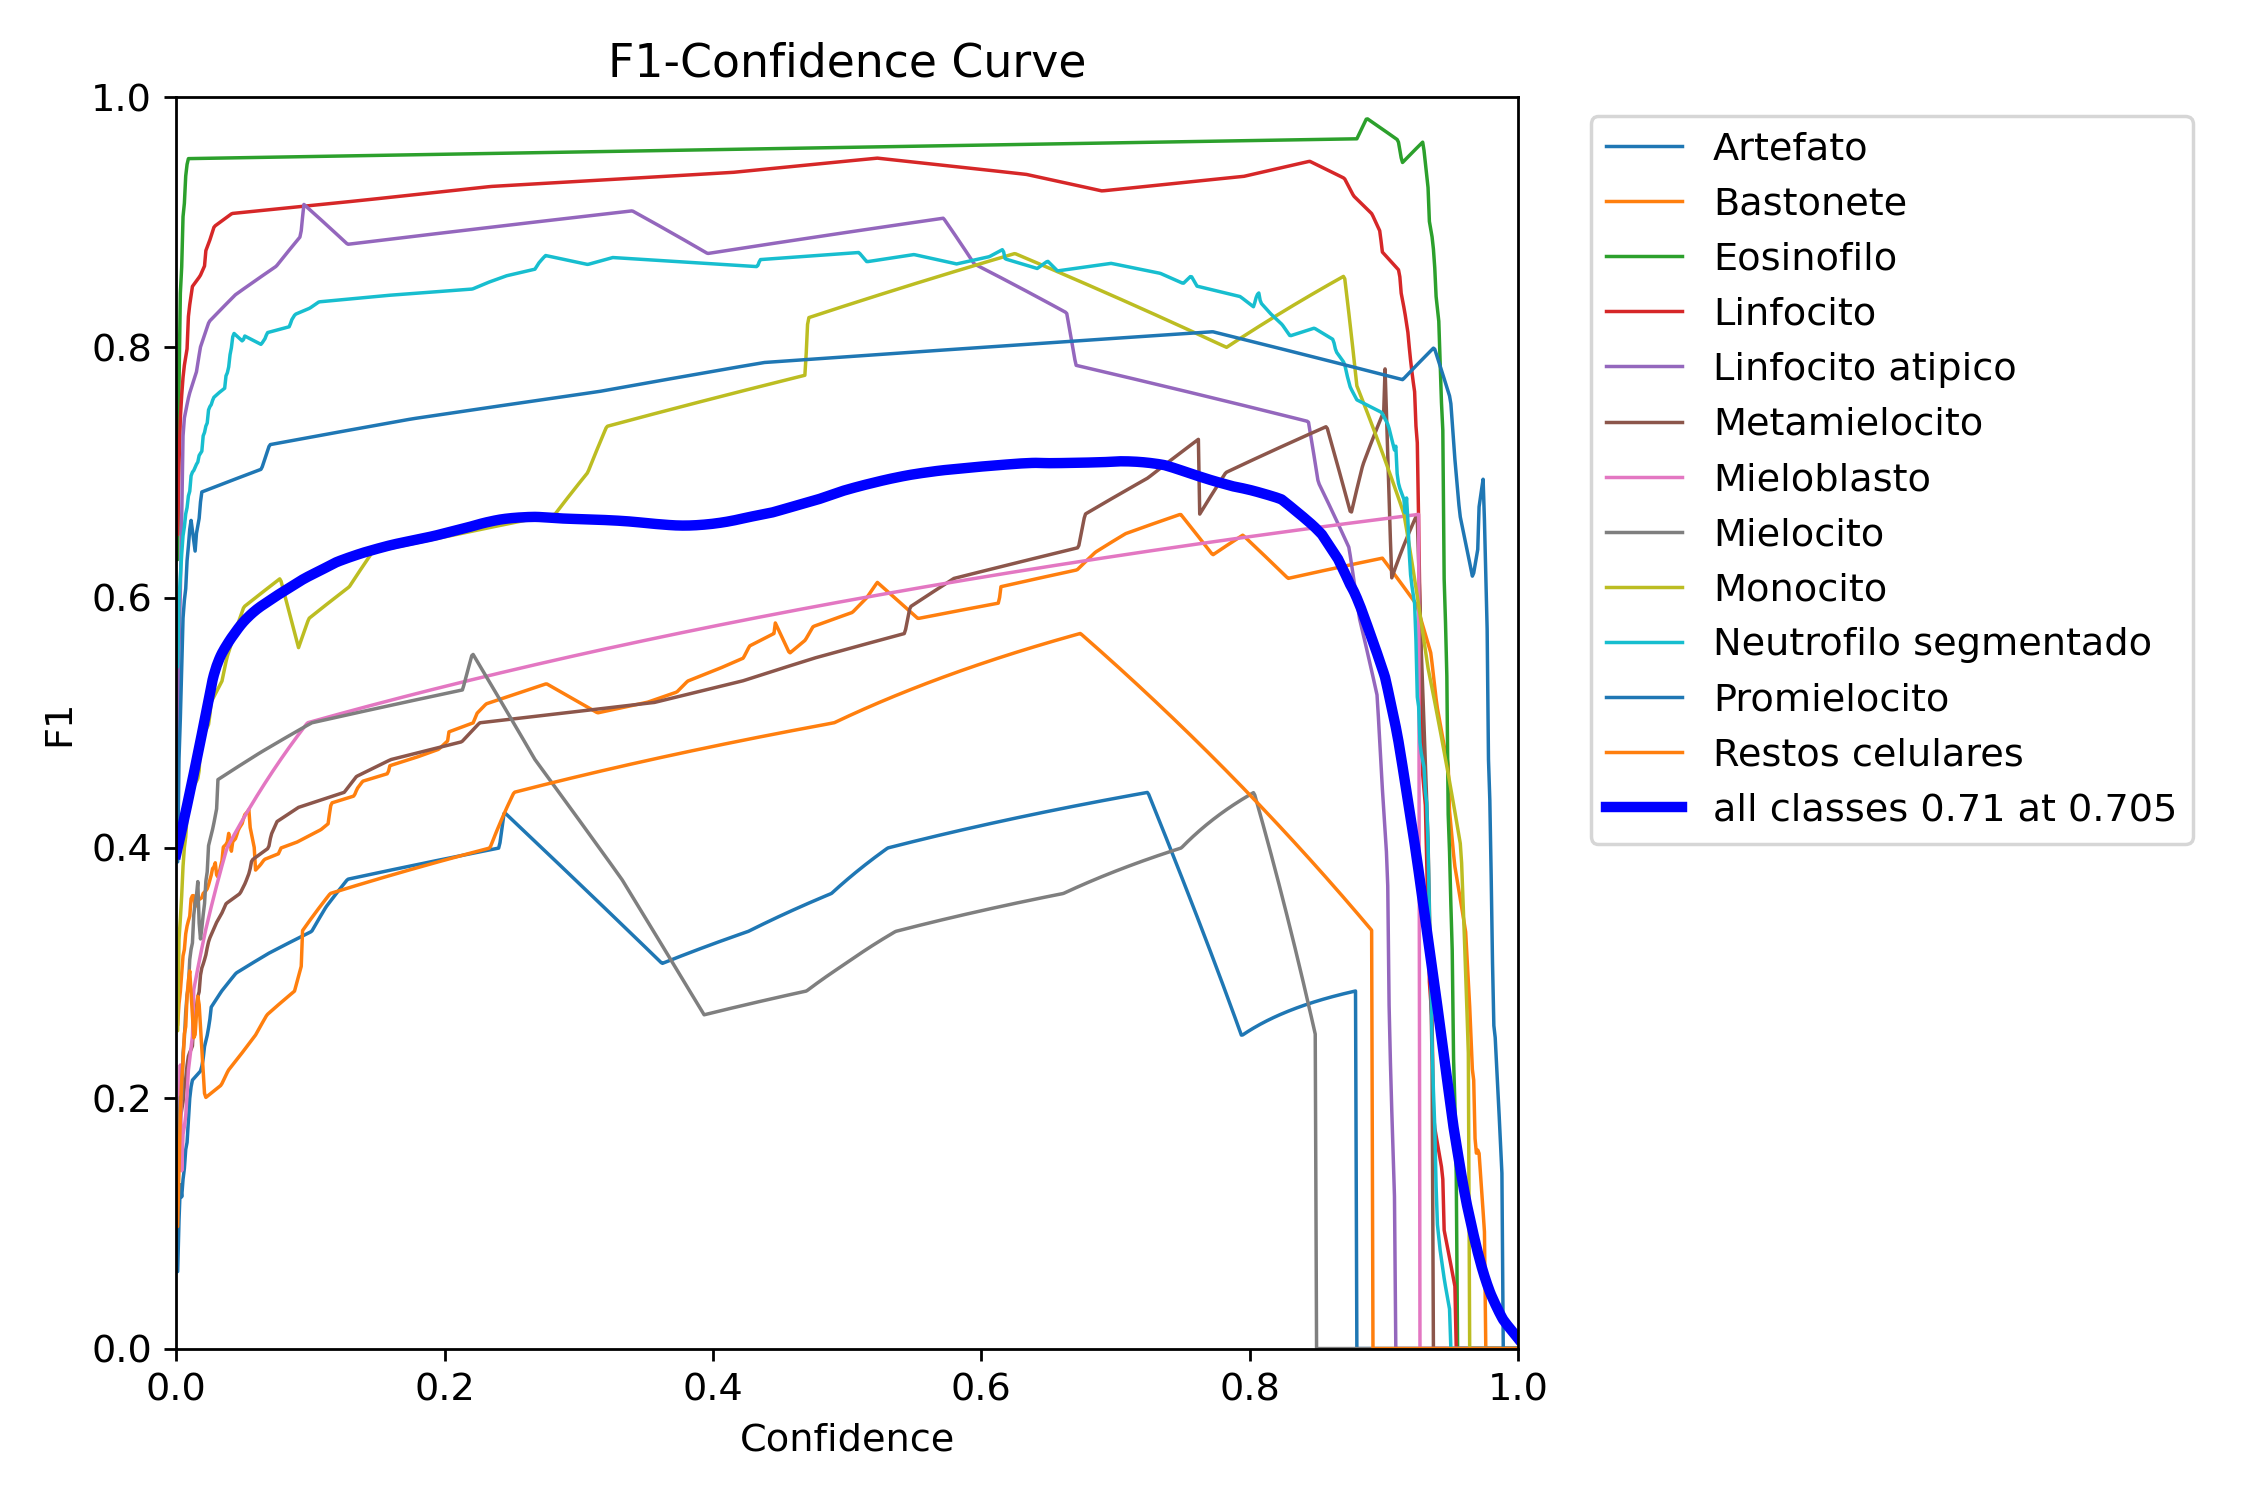 F1-Confidence Curve
1.0
0.8
0.6
0.4
0.2
0.0
F1
0.0 0.2 0.4 0.6 0.8 1.0
Confidence
Artefato
Bastonete
Eosinofilo
Linfocito
Linfocito atipico
Metamielocito
Mieloblasto
Mielocito
Monocito
Neutrofilo segmentado
Promielocito
Restos celulares
all classes 0.71 at 0.705